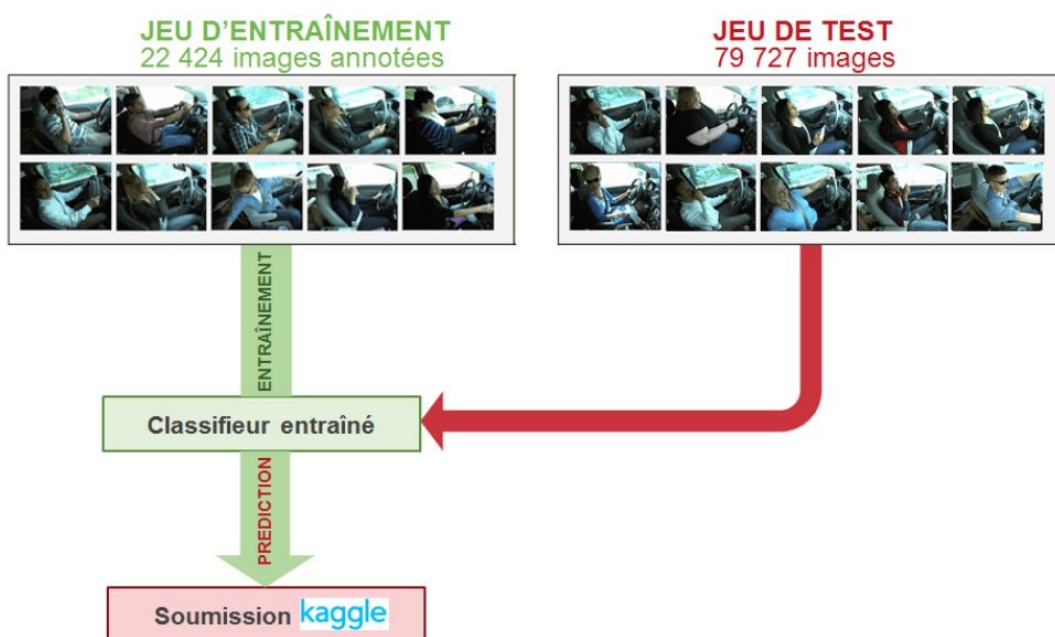 JEU D'ENTRAÎNEMENT
22 424 images annotées
JEU DE TEST
79 727 images
ENTRAÎNEMENT
Classifieur entraîné
PREDICTION
Soumission kaggle